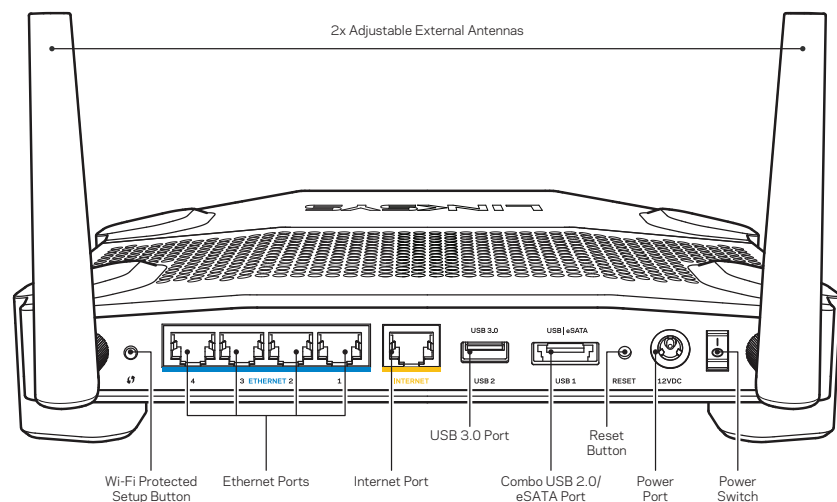 2x Adjustable External Antennas
LINKSYS
USB 3.0
USB | eSATA
4
3
ETHERNET
2
1
INTERNET
USB 2
USB 1
RESET
12VDC
USB 3.0 Port
Reset
Button
Wi-Fi Protected
Setup Button
Ethernet Ports
Internet Port
Combo USB 2.0/
eSATA Port
Power
Port
Power
Switch